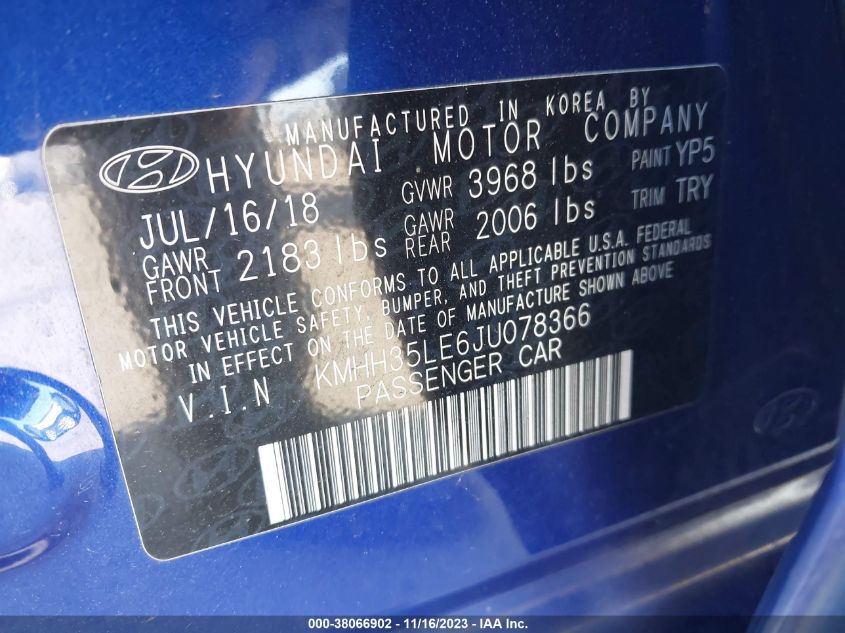 MANUFACTURED IN KOREA BY
HYUNDAI MOTOR COMPANY
JUL/16/18 GVWR 3968 lbs PAINT YP5
GAWR FRONT 2183 lbs GAWR REAR 2006 lbs TRIM TRY
THIS VEHICLE CONFORMS TO ALL APPLICABLE U.S.A. FEDERAL
MOTOR VEHICLE SAFETY, BUMPER, AND THEFT PREVENTION STANDARDS
IN EFFECT ON THE DATE OF MANUFACTURE SHOWN ABOVE
V.I.N KMHH35LE6JU078366
PASSENGER CAR
000-38066902 - 11/16/2023 - IAA Inc.